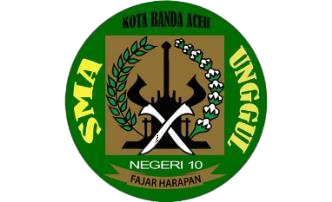 KOTA BANDA ACEH
SMA
UNGGUL
NEGERI 10
FAJAR HARAPAN